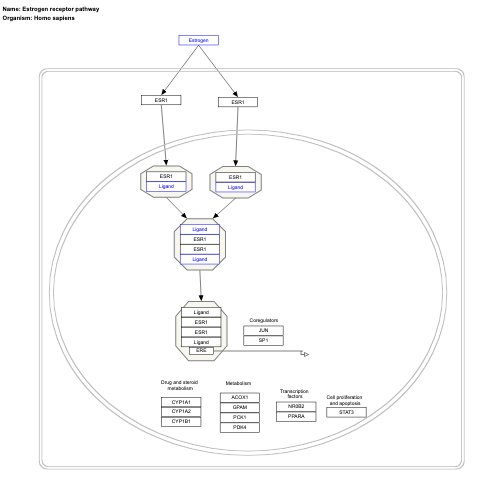 Name: Estrogen receptor pathway
Organism: Homo sapiens
Estrogen
ESR1
ESR1
ESR1
Ligand
ESR1
Ligand
Ligand
ESR1
ESR1
Ligand
Ligand
ESR1
ESR1
Ligand
ERE
Coregulators
JUN
SP1
Drug and steroid
metabolism
CYP1A1
CYP1A2
CYP1B1
Metabolism
ACOX1
GPAM
PCK1
PDK4
Transcription
factors
NR0B2
PPARA
Cell proliferation
and apoptosis
STAT3